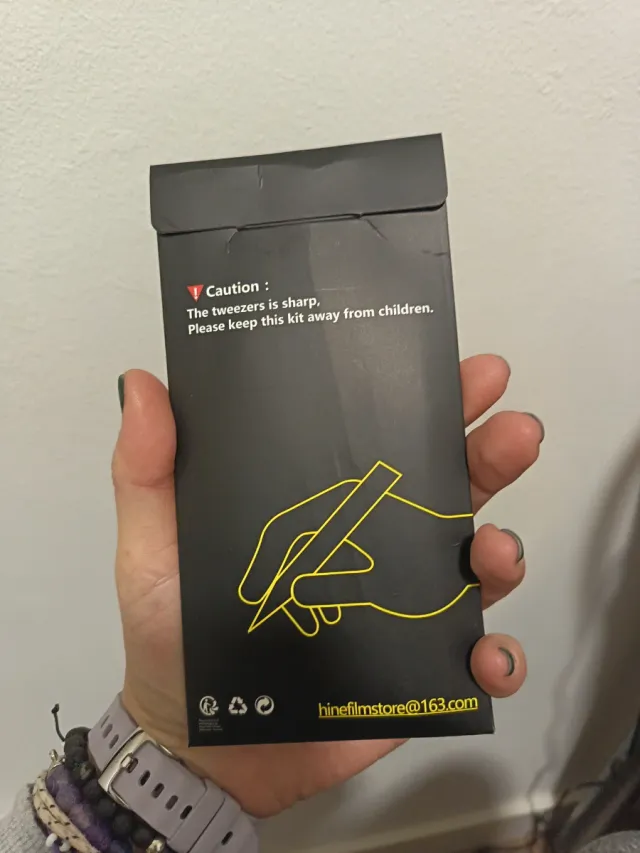 Caution :
The tweezers is sharp,
Please keep this kit away from children.
hinefilmstore@163.com